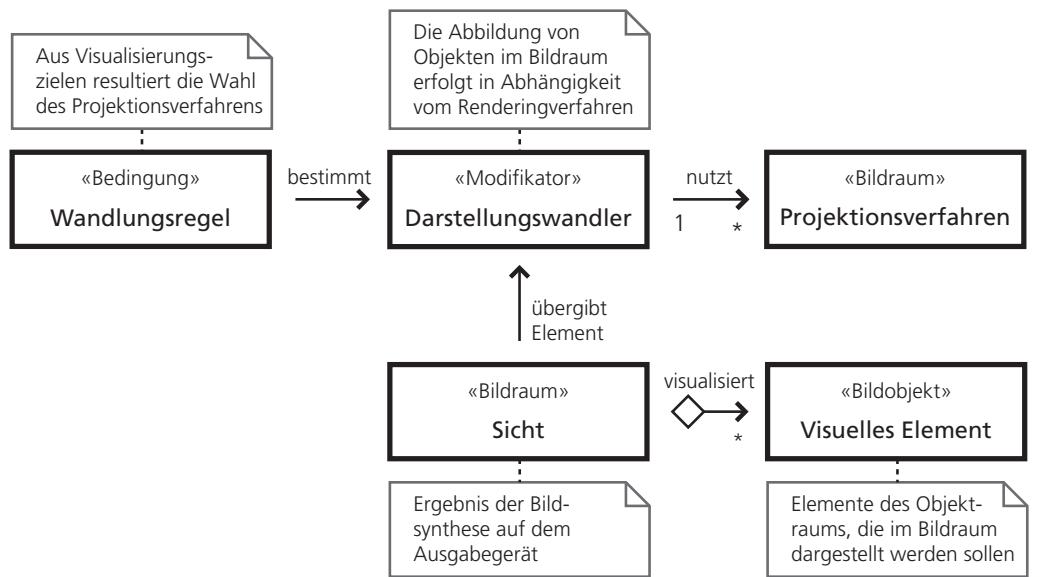 Aus Visualisierungs-
zielen resultiert die Wahl
des Projektionsverfahrens
Die Abbildung von
Objekten im Bildraum
erfolgt in Abhängigkeit
vom Renderingverfahren
«Bedingung»
Wandlungsregel
bestimmt
«Modifikator»
Darstellungswandler
nutzt
1 *
«Bildraum»
Projektionsverfahren
übergibt
Element
«Bildraum»
Sicht
visualisiert
*
«Bildobjekt»
Visuelles Element
Ergebnis der Bild-
synthese auf dem
Ausgabegerät
Elemente des Objekt-
raums, die im Bildraum
dargestellt werden sollen